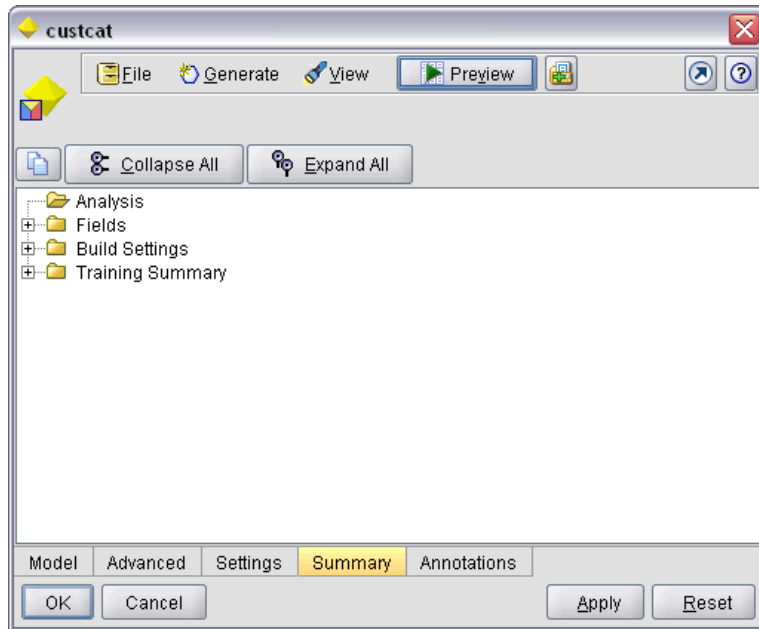 custcat
File Generate View Preview
Collapse All Expand All
Analysis
Fields
Build Settings
Training Summary
Model Advanced Settings Summary Annotations
OK Cancel Apply Reset